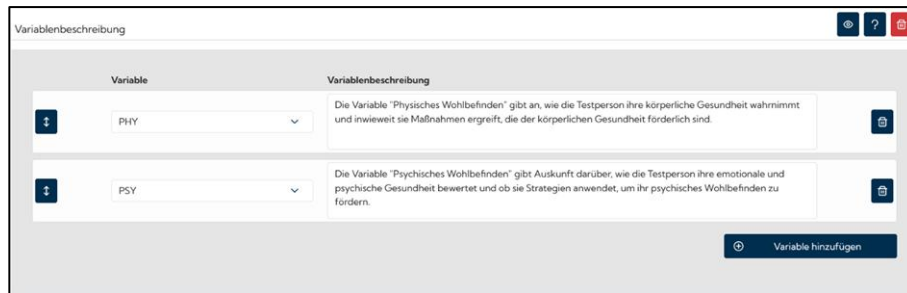 Variablenbeschreibung
?
Variable
Variablenbeschreibung
PHY
Die Variable "Physisches Wohlbefinden" gibt an, wie die Testperson ihre körperliche Gesundheit wahrnimmt
und inwieweit sie Maßnahmen ergreift, die der körperlichen Gesundheit förderlich sind.
PSY
Die Variable "Psychisches Wohlbefinden" gibt Auskunft darüber, wie die Testperson ihre emotionale und
psychische Gesundheit bewertet und ob sie Strategien anwendet, um ihr psychisches Wohlbefinden zu
fördern.
Variable hinzufügen